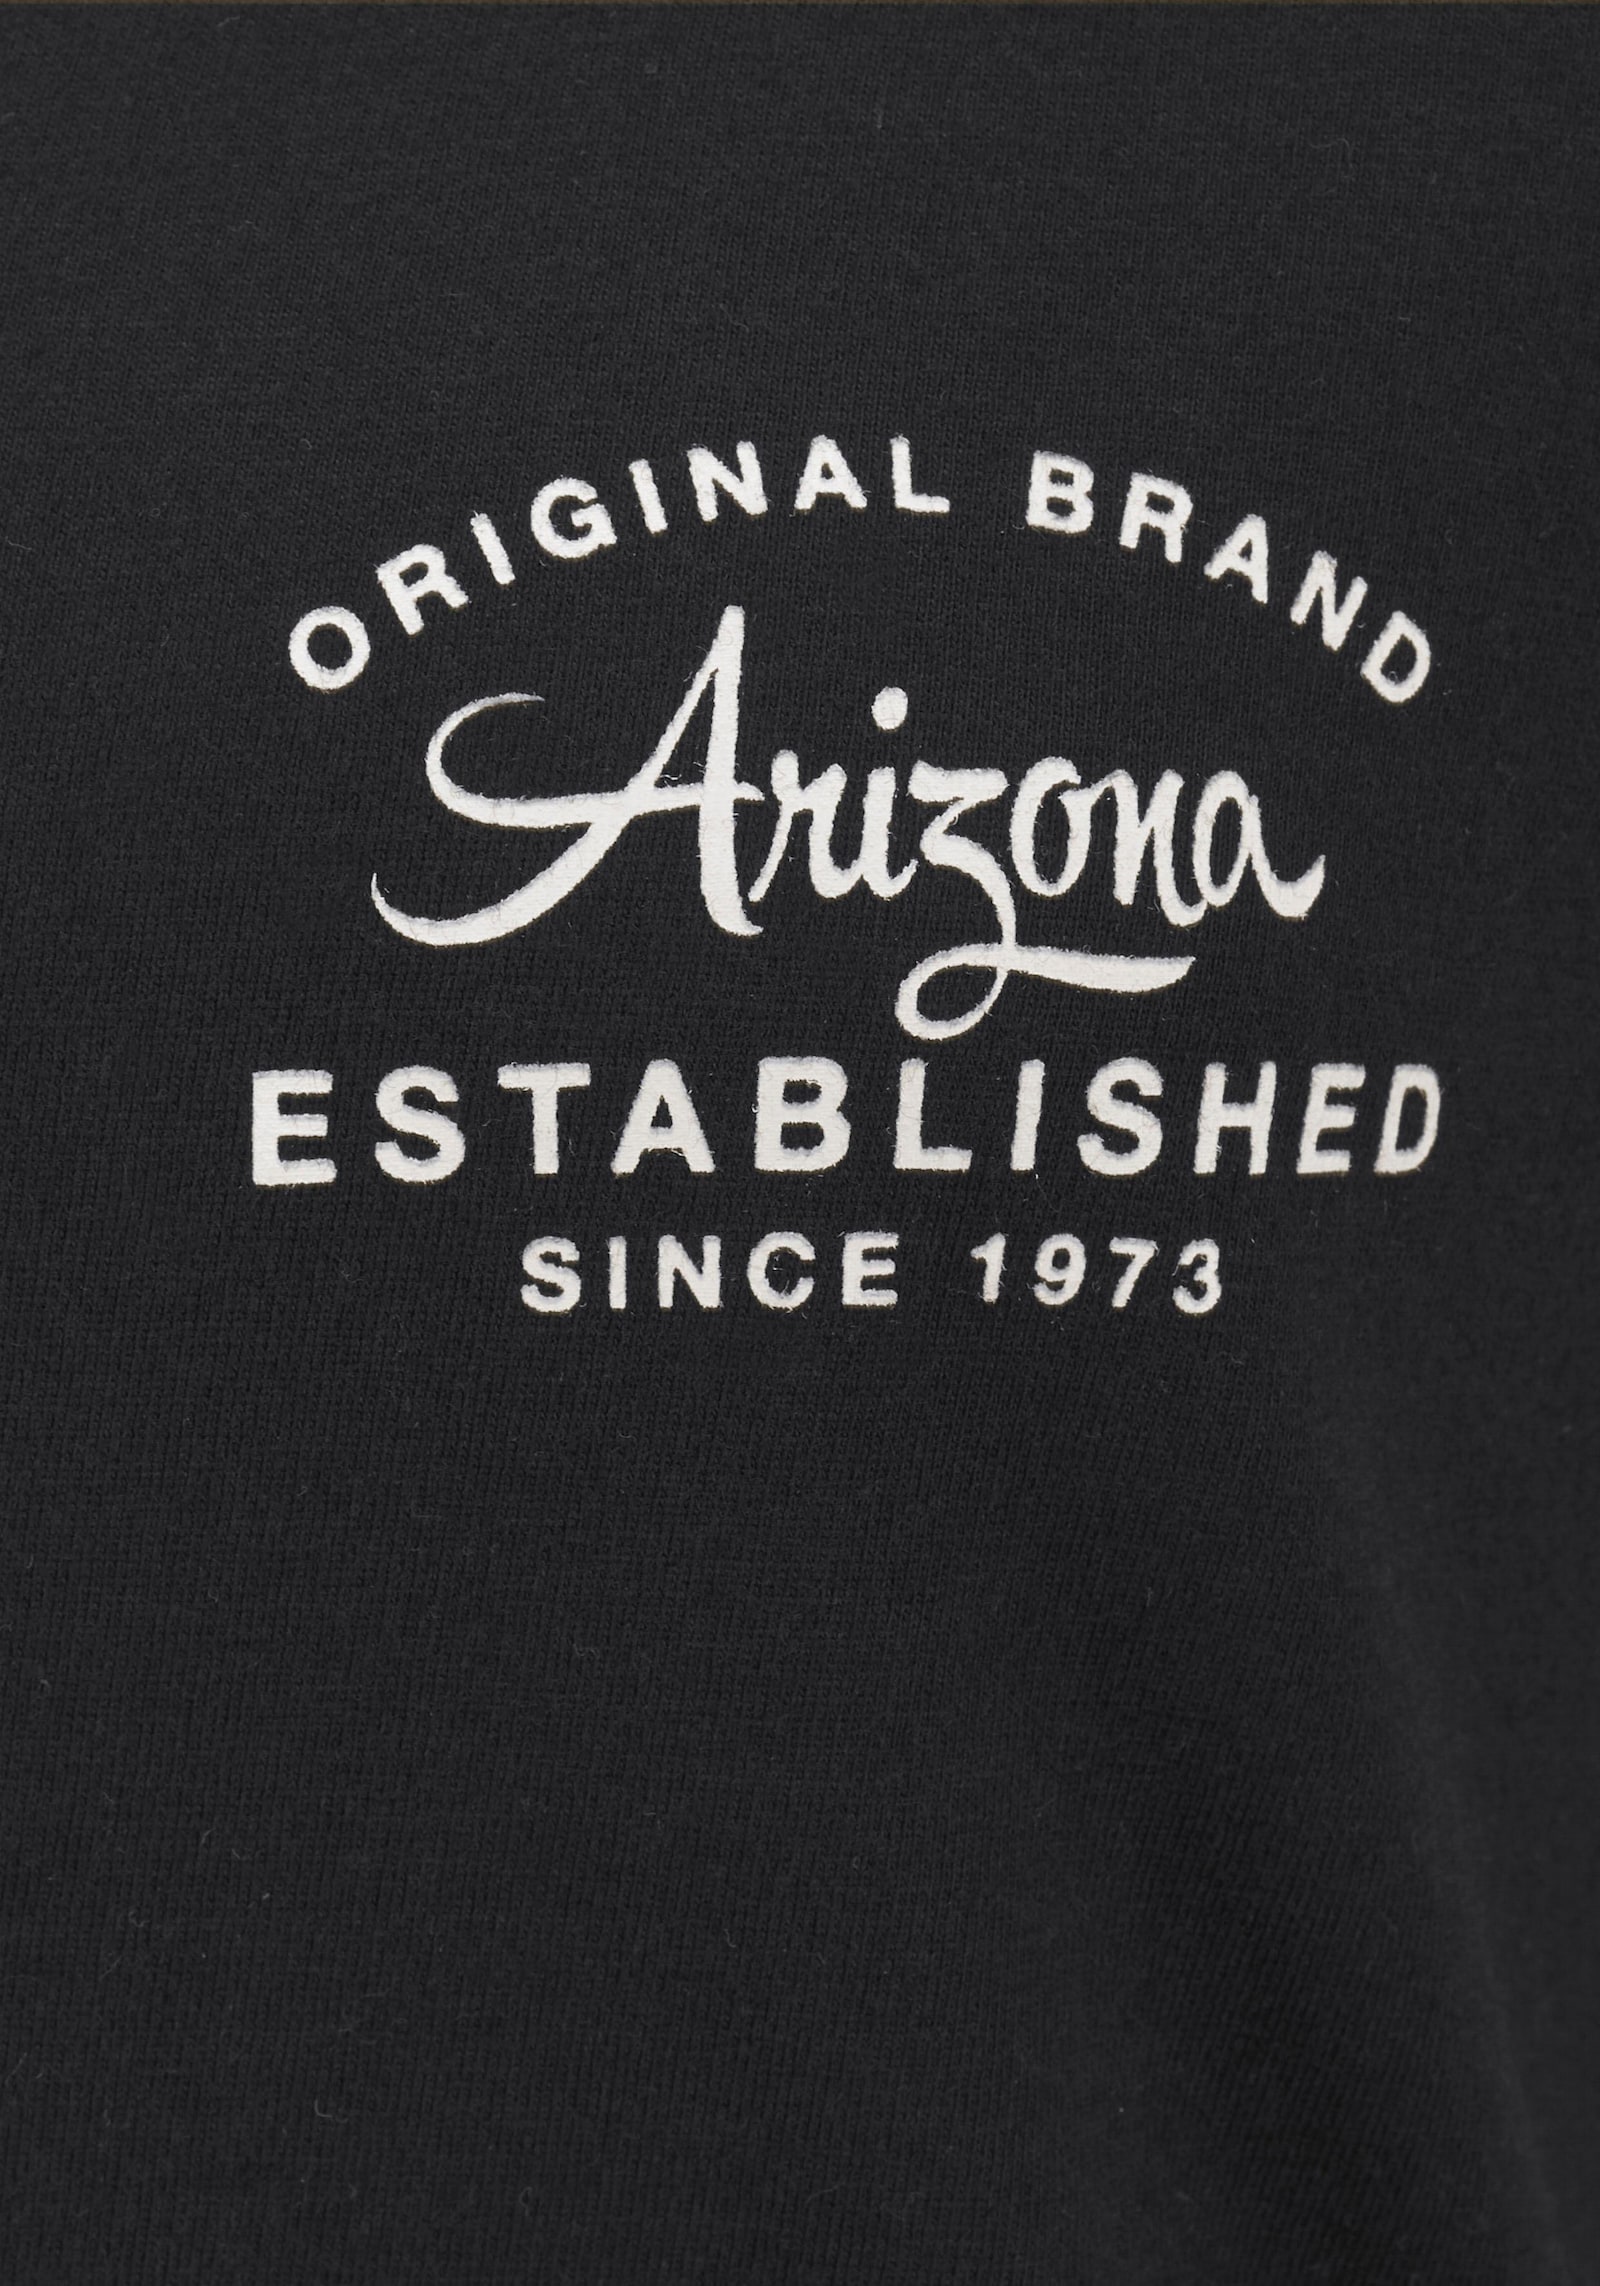 ORIGINAL BRAND
Arizona
ESTABLISHED
SINCE 1973